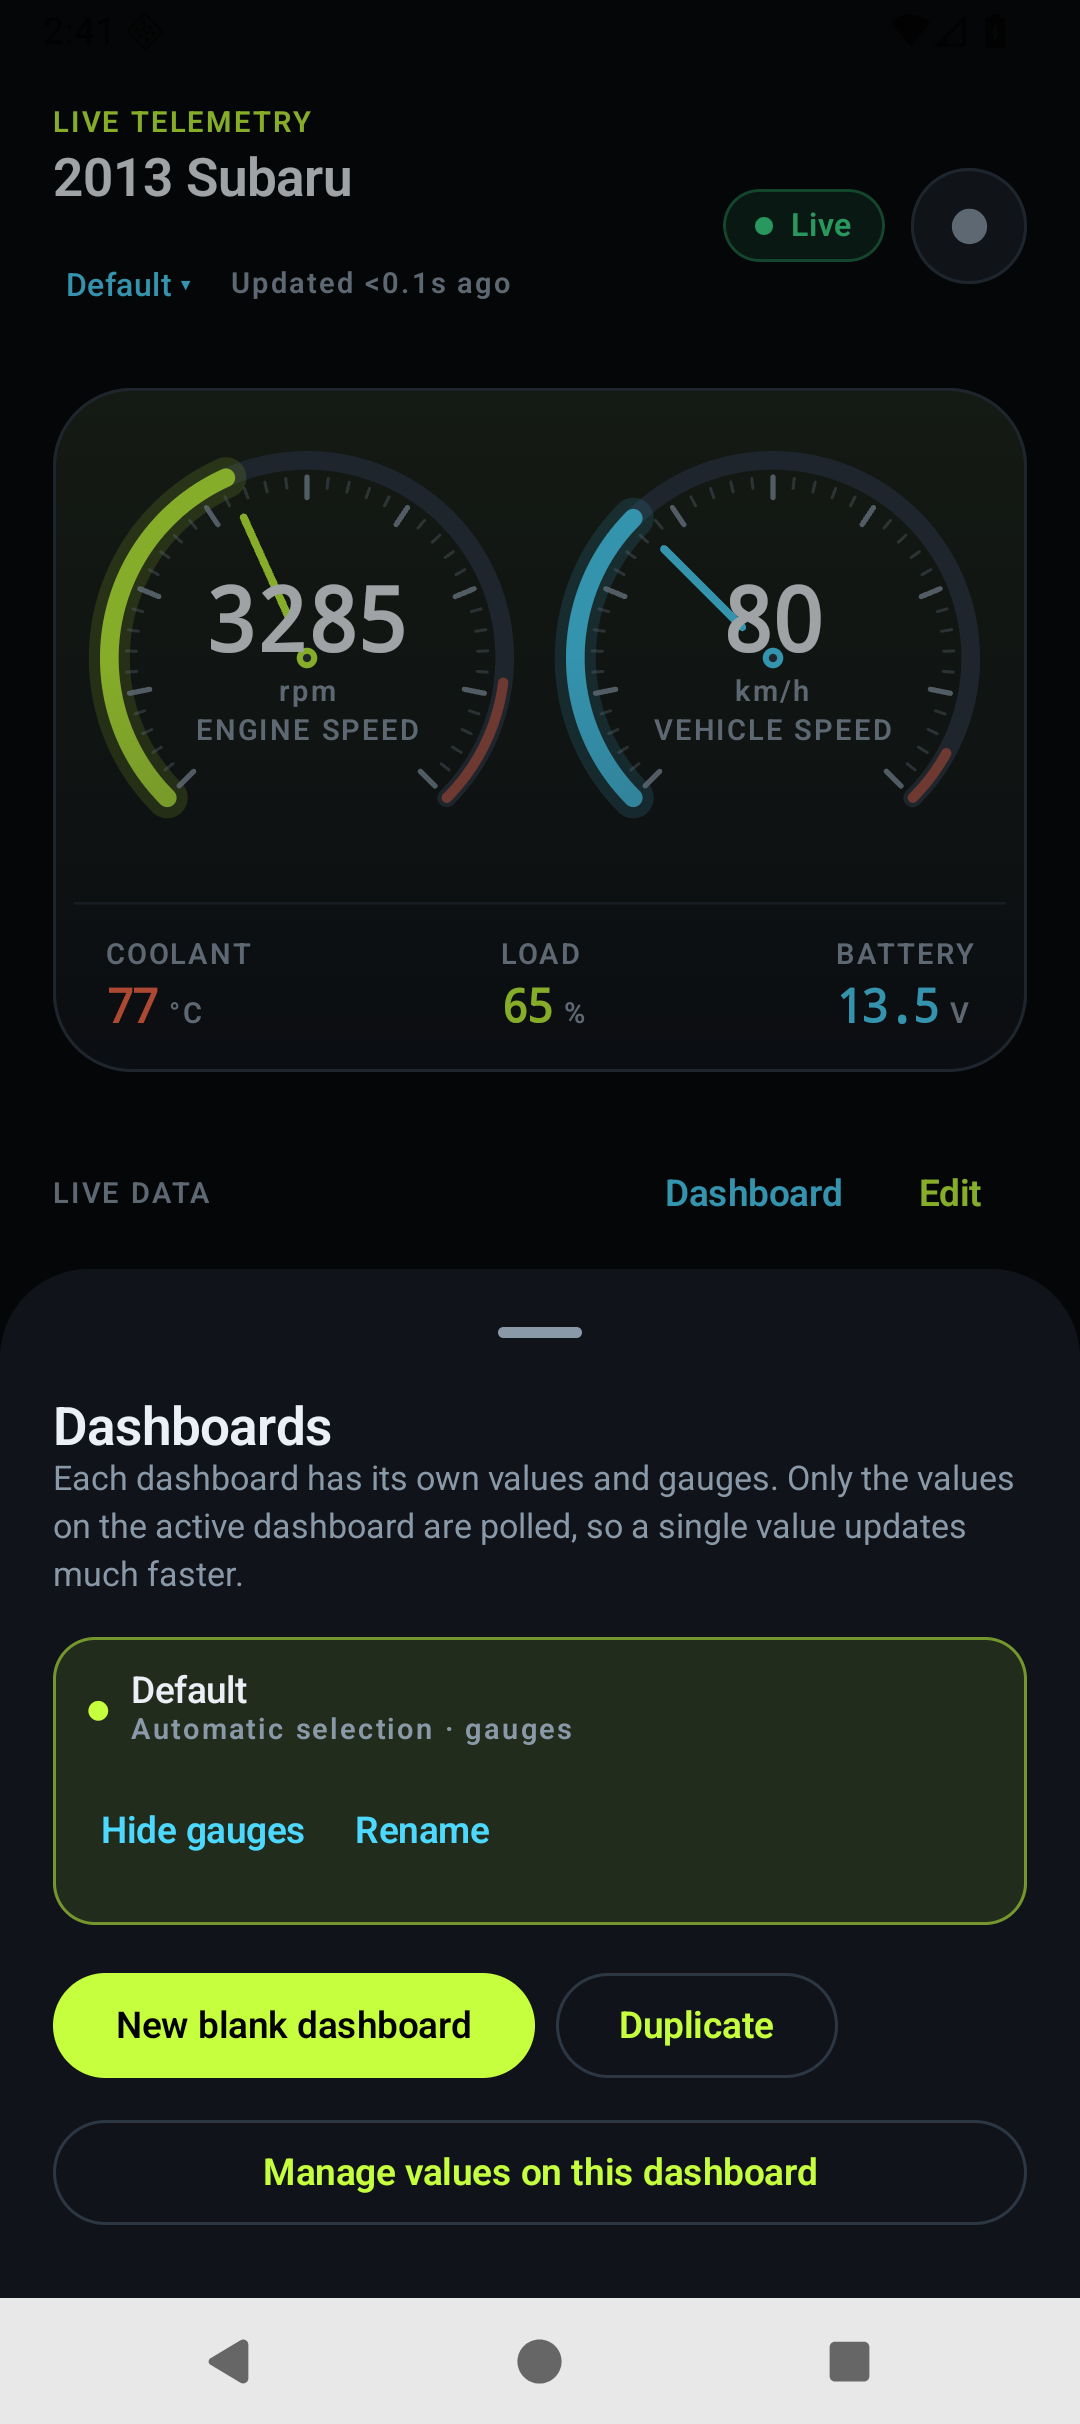 2:41
LIVE TELEMETRY
2013 Subaru
Live
Default ▾ Updated <0.1s ago
3285
rpm
ENGINE SPEED
80
km/h
VEHICLE SPEED
COOLANT
77 °C
LOAD
65 %
BATTERY
13.5 V
LIVE DATA Dashboard Edit
Dashboards
Each dashboard has its own values and gauges. Only the values
on the active dashboard are polled, so a single value updates
much faster.
Default
Automatic selection · gauges
Hide gauges Rename
New blank dashboard Duplicate
Manage values on this dashboard